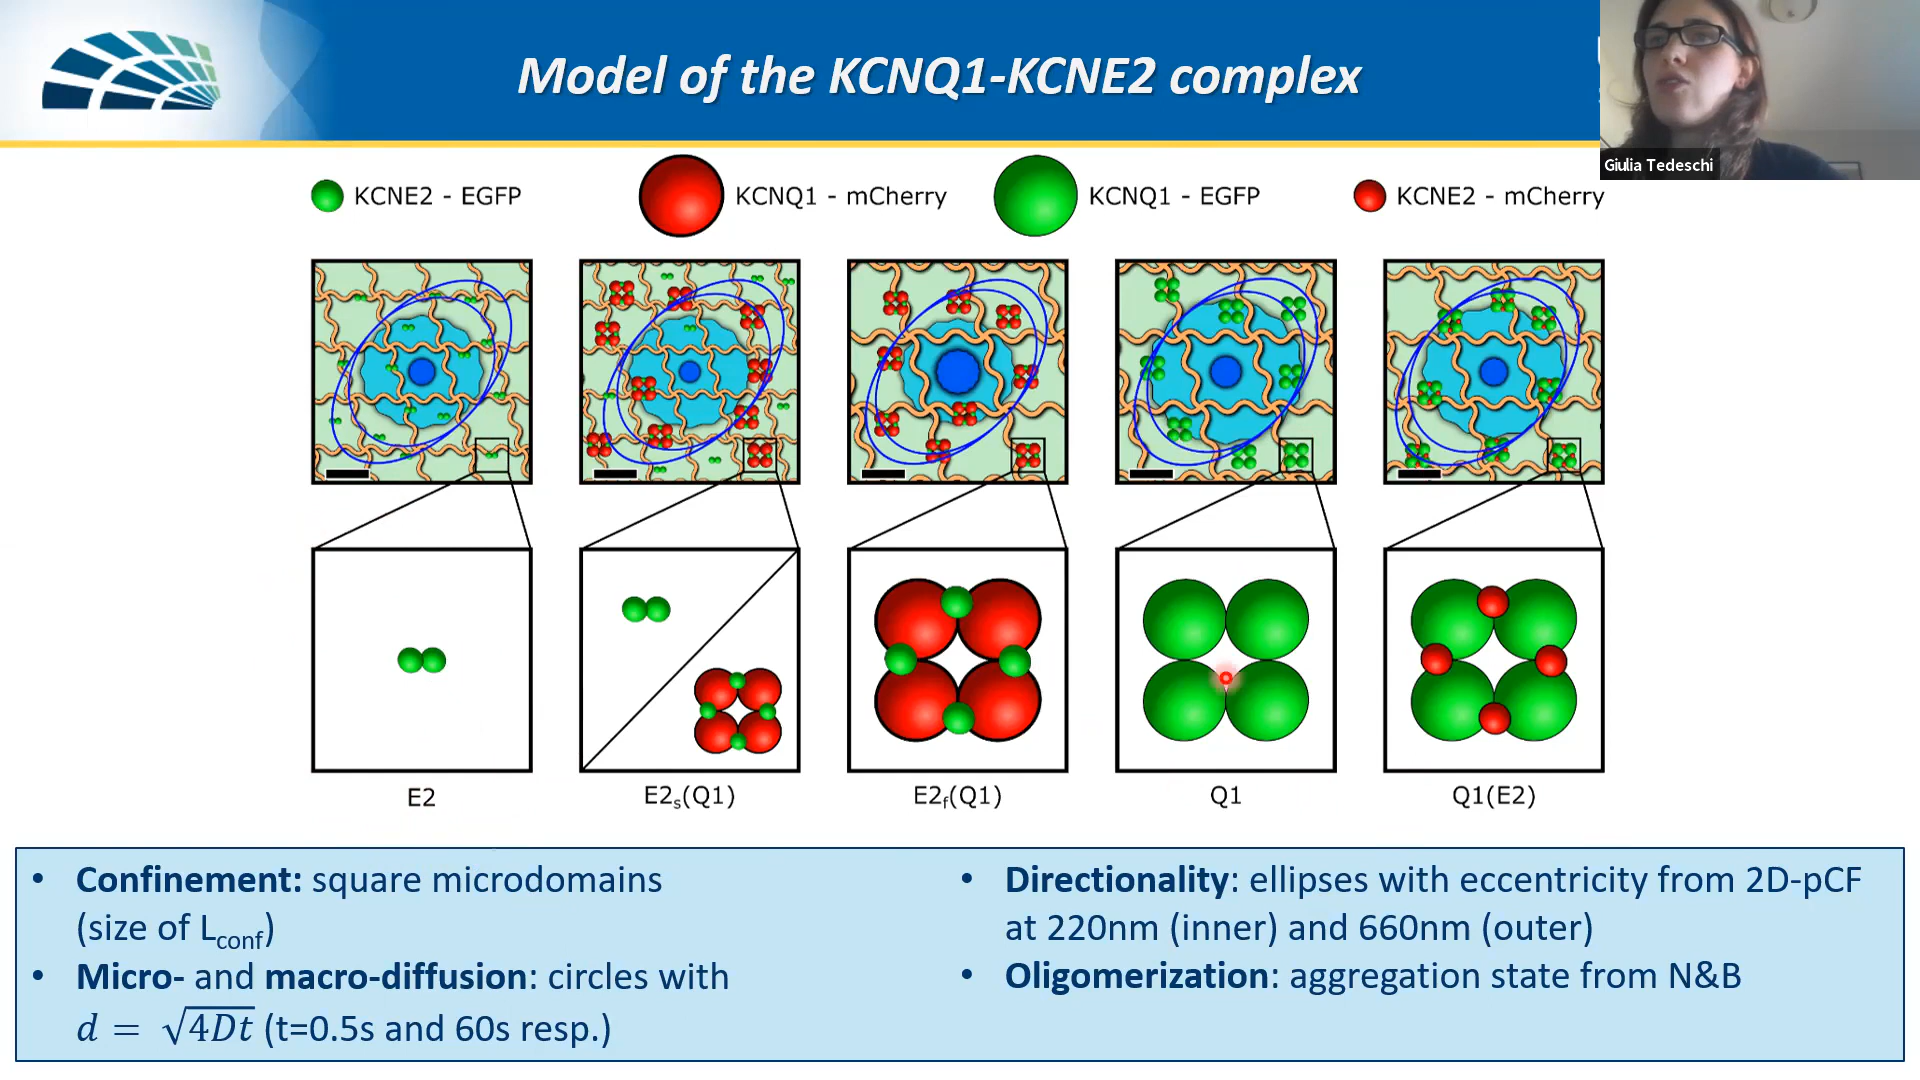 Model of the KCNQ1-KCNE2 complex
Giulia Tedeschi
KCNE2 - EGFP
KCNQ1 - mCherry
KCNQ1 - EGFP
KCNE2 - mCherry
E2
E2s(Q1)
E2f(Q1)
Q1
Q1(E2)
• Confinement: square microdomains
(size of Lconf)
• Micro- and macro-diffusion: circles with
d = √4Dt (t=0.5s and 60s resp.)
• Directionality: ellipses with eccentricity from 2D-pCF
at 220nm (inner) and 660nm (outer)
• Oligomerization: aggregation state from N&B